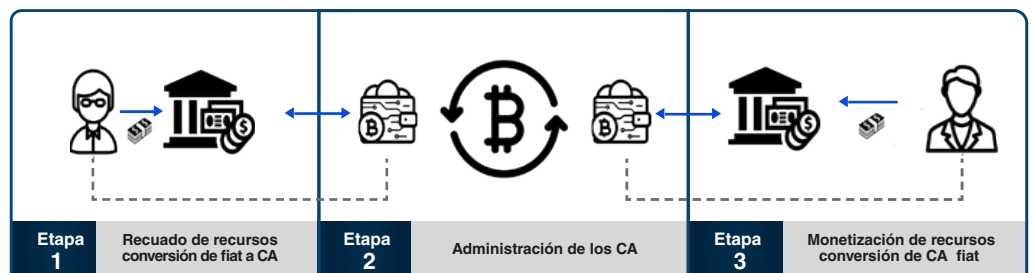 Etapa
1
Recuado de recursos
conversión de fiat a CA
Etapa
2
Administración de los CA
Etapa
3
Monetización de recursos
conversión de CA fiat